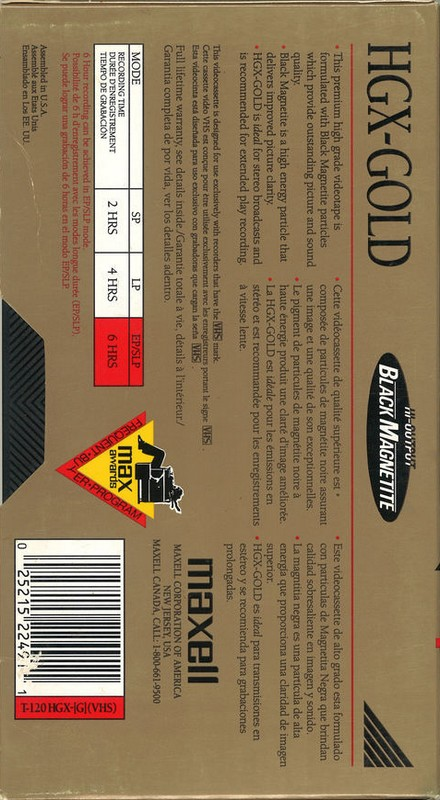 HGX-GOLD
HI-OUTPUT
BLACK MAGNETITE
• This premium high grade videotape is
formulated with Black Magnetite particles
which provide outstanding picture and sound
quality.
• Black Magnetite is a high energy particle that
delivers improved picture clarity.
• HGX-GOLD is ideal for stereo broadcasts and
is recommended for extended play recording.
• Cette vidéocassette de qualité supérieure est
composée de particules de magnétite noire assurant
une image et une qualité de son exceptionnelles.
• Le pigment de particules de magnétite noire à
haute énergie produit une clarté d'image améliorée.
• La HGX-GOLD est idéale pour les émissions en
stéréo et est recommandée pour les enregistrements
à vitesse lente.
• Este videocassette de alto grado esta formulado
con particulas de Magnetita Negra que brindan
calidad sobresaliente en imagen y sonido.
• La magnitita negra es una partícula de alta
energía que proporciona una claridad de imagen
superior.
• HGX-GOLD es ideal para transmisiones en
estéreo y se recomienda para grabaciones
prolongadas.
This videocassette is designed for use exclusively with recorders that have the VHS mark.
Cette cassette vidéo VHS est conçue pour être utilisée exclusivement avec les enregistreurs portant le signe VHS.
Esta videocinta está diseñada para uso exclusivo con grabadoras que cargan la seña VHS.
Full lifetime warranty, see details inside/Garantie totale à vie, détails à l'intérieur/
Garantía completa de por vida, ver los detalles adentro.
MODE SP LP EP/SLP
RECORDING TIME
DURÉE D'ENREGISTREMENT
TIEMPO DE GRABACIÓN
2 HRS 4 HRS 6 HRS
6 Hour recording can be achieved in EP/SLP mode.
Possibilité de 6 h d'enregistrement avec les modes longue durée (EP/SLP).
Se puede lograr una grabación de 6 horas en el modo EP/SLP.
Assembled in U.S.A.
Assemblé aux Etats Unis
Ensamblado en Los EE. UU.
max
awards
FREQUENT-BUYER-PROGRAM
maxell
MAXELL CORPORATION OF AMERICA
NEW JERSEY, USA
MAXELL CANADA, CALL: 1-800-661-9500
0 25215 12249 1
T-120 HGX-|G|(VHS)